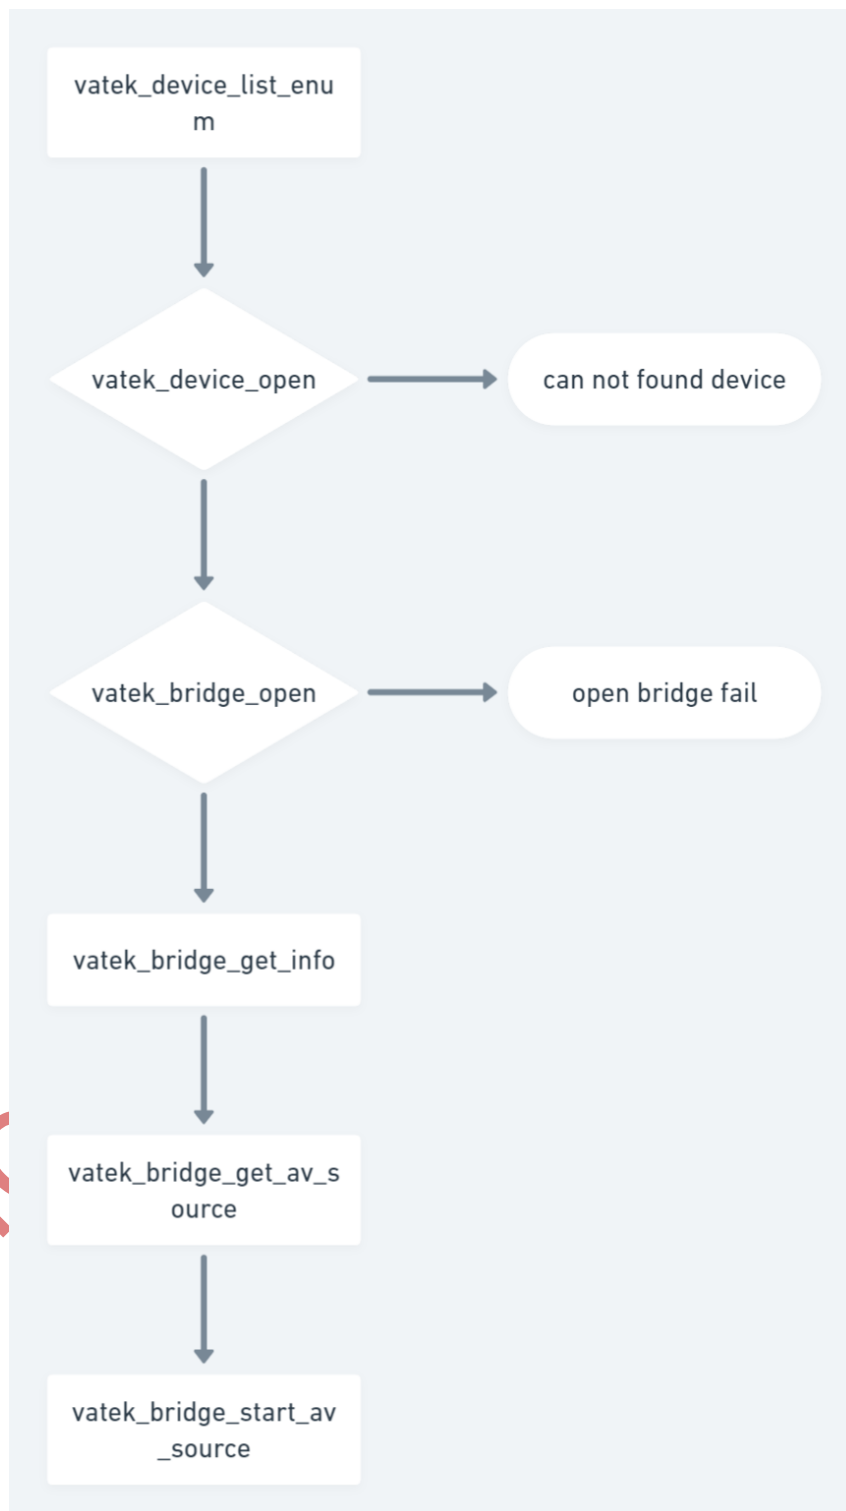 vatek_device_list_enu
m
vatek_device_open
can not found device
vatek_bridge_open
open bridge fail
vatek_bridge_get_info
vatek_bridge_get_av_s
ource
vatek_bridge_start_av
_source